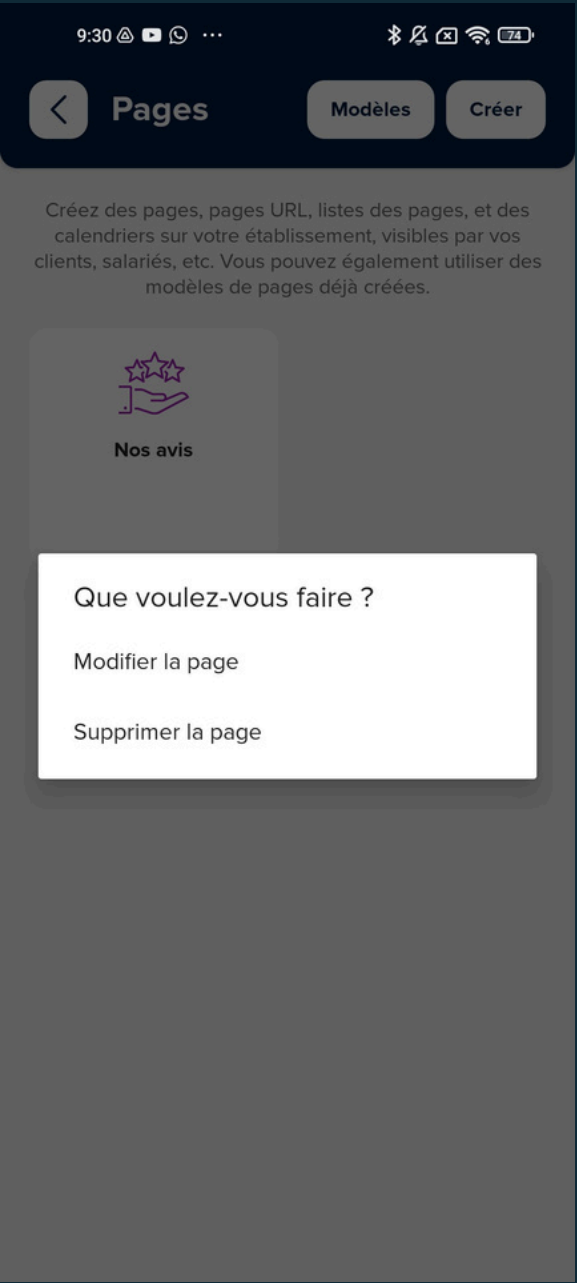 9:30
74
Pages
Modèles
Créer
Créez des pages, pages URL, listes des pages, et des
calendriers sur votre établissement, visibles par vos
clients, salariés, etc. Vous pouvez également utiliser des
modèles de pages déjà créées.
Nos avis
Que voulez-vous faire ?
Modifier la page
Supprimer la page